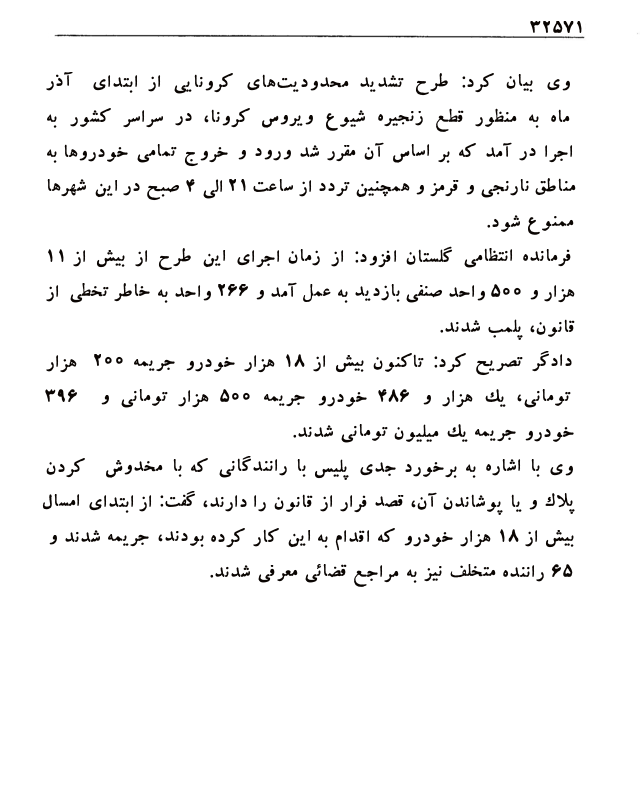 ۳۲۵۷۱
وی بیان کرد: طرح تشدید محدودیت‌های کرونایی از ابتدای آذر
ماه به منظور قطع زنجیره شیوع ویروس کرونا، در سراسر کشور به
اجرا در آمد که بر اساس آن مقرر شد ورود و خروج تمامی خودروها به
مناطق نارنجی و قرمز و همچنین تردد از ساعت ۲۱ الی ۴ صبح در این شهرها
ممنوع شود.
فرمانده انتظامی گلستان افزود: از زمان اجرای این طرح از بیش از ۱۱
هزار و ۵۰۰ واحد صنفی بازدید به عمل آمد و ۲۶۶ واحد به خاطر تخطی از
قانون، پلمب شدند.
دادگر تصریح کرد: تاکنون بیش از ۱۸ هزار خودرو جریمه ۲۰۰ هزار
تومانی، یك هزار و ۴۸۶ خودرو جریمه ۵۰۰ هزار تومانی و ۳۹۶
خودرو جریمه یك میلیون تومانی شدند.
وی با اشاره به برخورد جدی پلیس با رانندگانی که با مخدوش کردن
پلاك و یا پوشاندن آن، قصد فرار از قانون را دارند، گفت: از ابتدای امسال
بیش از ۱۸ هزار خودرو که اقدام به این کار کرده بودند، جریمه شدند و
۶۵ راننده متخلف نیز به مراجع قضائی معرفی شدند.